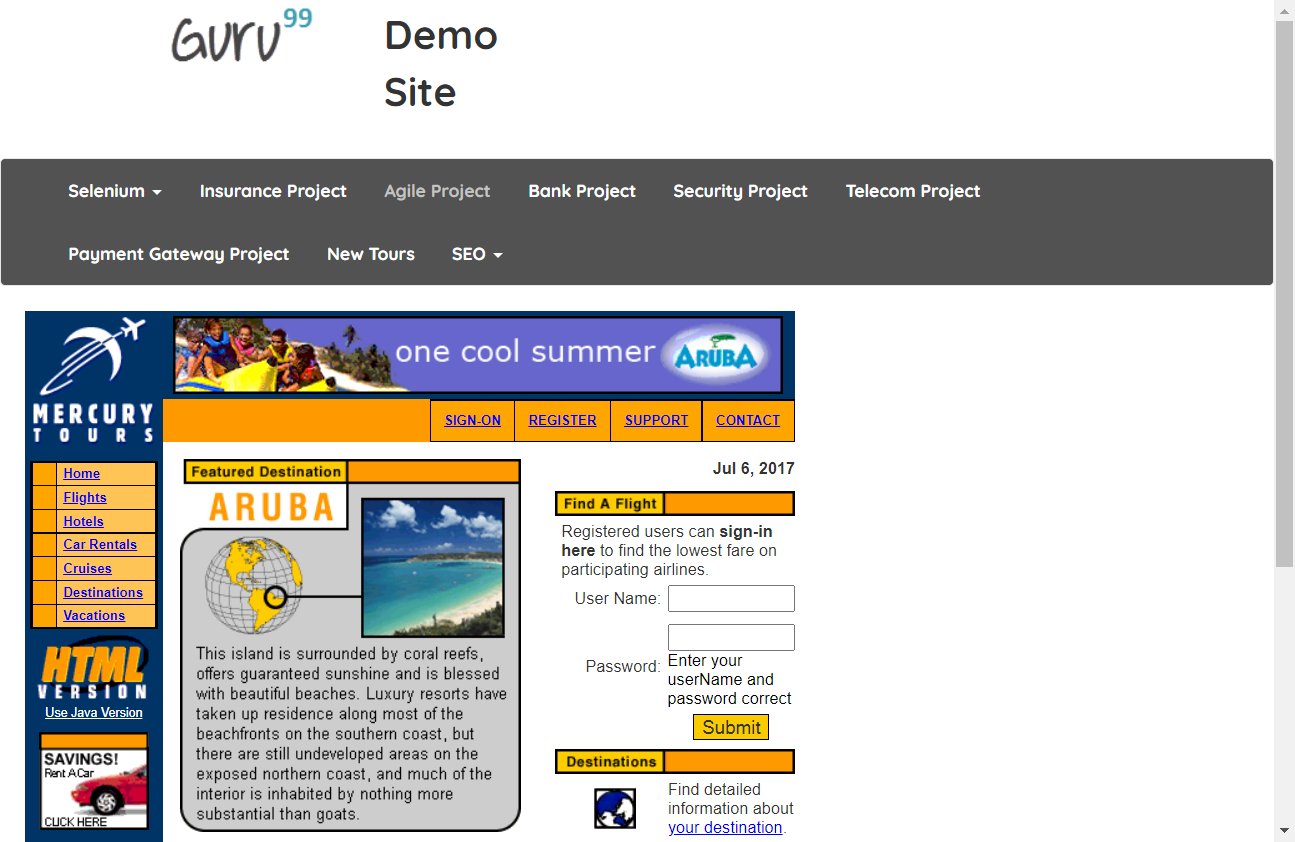 Guru99
Demo
Site
Selenium
Insurance Project
Agile Project
Bank Project
Security Project
Telecom Project
Payment Gateway Project
New Tours
SEO
MERCURY
TOURS
one cool summer
ARUBA
SIGN-ON
REGISTER
SUPPORT
CONTACT
Home
Flights
Hotels
Car Rentals
Cruises
Destinations
Vacations
HTML
VERSION
Use Java Version
SAVINGS!
Rent A Car
CLICK HERE
Featured Destination
ARUBA
This island is surrounded by coral reefs,
offers guaranteed sunshine and is blessed
with beautiful beaches. Luxury resorts have
taken up residence along most of the
beachfronts on the southern coast, but
there are still undeveloped areas on the
exposed northern coast, and much of the
interior is inhabited by nothing more
substantial than goats.
Jul 6, 2017
Find A Flight
Registered users can sign-in
here to find the lowest fare on
participating airlines.
User Name:
Password:
Enter your
userName and
password correct
Submit
Destinations
Find detailed
information about
your destination.